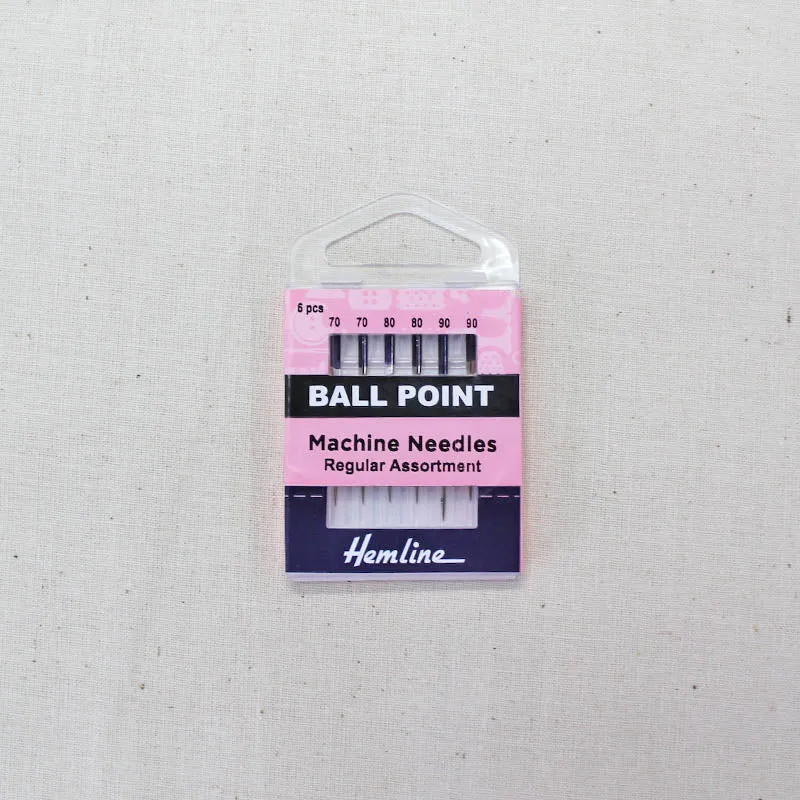 6 pcs
70 70 80 80 90 90
BALL POINT
Machine Needles
Regular Assortment
Hemline